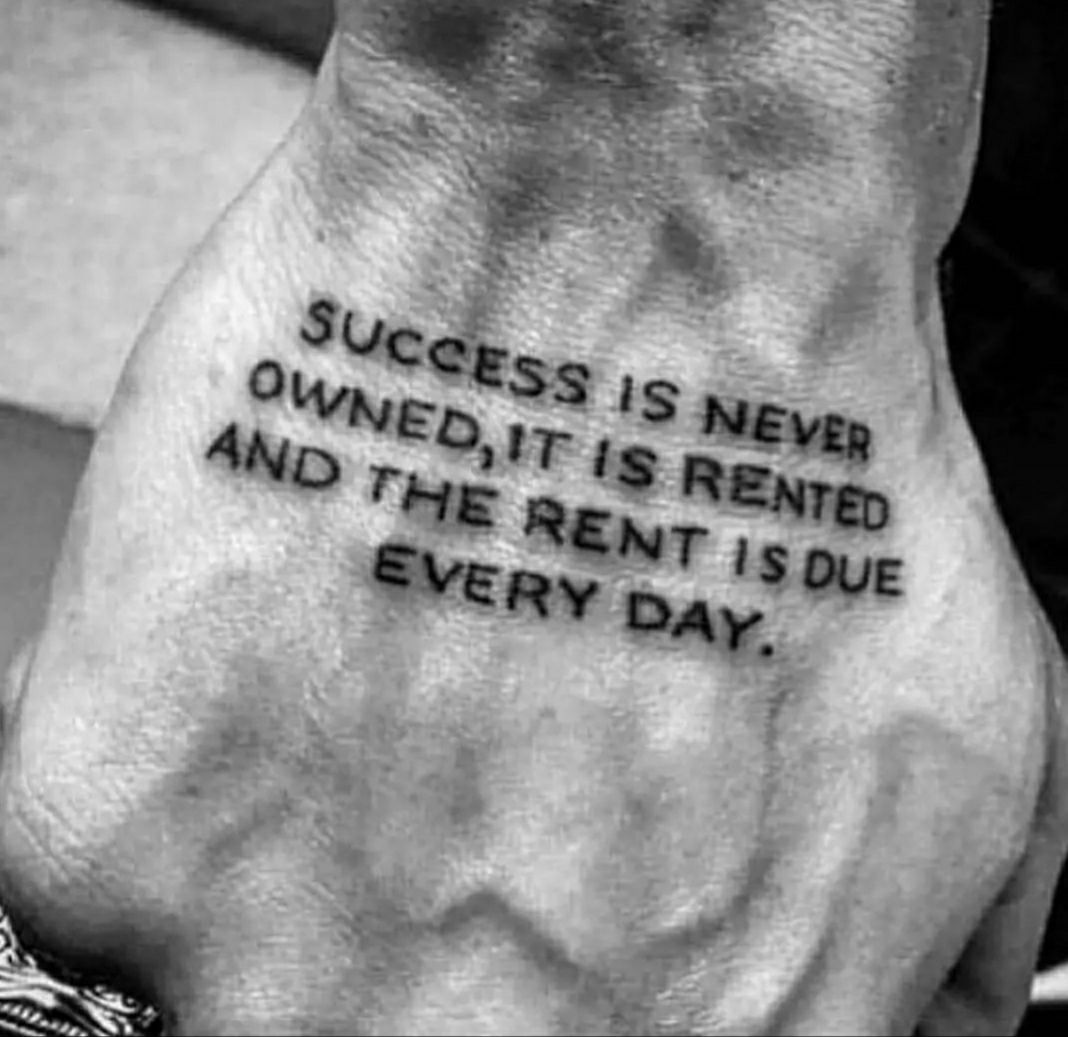 SUCCESS IS NEVER
OWNED, IT IS RENTED
AND THE RENT IS DUE
EVERY DAY.